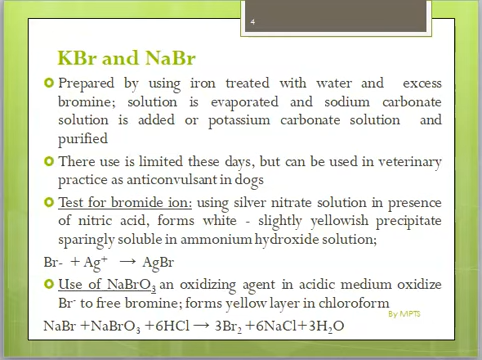 4
KBr and NaBr
Prepared by using iron treated with water and excess
bromine; solution is evaporated and sodium carbonate
solution is added or potassium carbonate solution and
purified
There use is limited these days, but can be used in veterinary
practice as anticonvulsant in dogs
Test for bromide ion: using silver nitrate solution in presence
of nitric acid, forms white - slightly yellowish precipitate
sparingly soluble in ammonium hydroxide solution;
Br- + Ag⁺ → AgBr
Use of NaBrO₃ an oxidizing agent in acidic medium oxidize
Br⁻ to free bromine; forms yellow layer in chloroform
By MPTS
NaBr +NaBrO₃ +6HCl → 3Br₂ +6NaCl+3H₂O